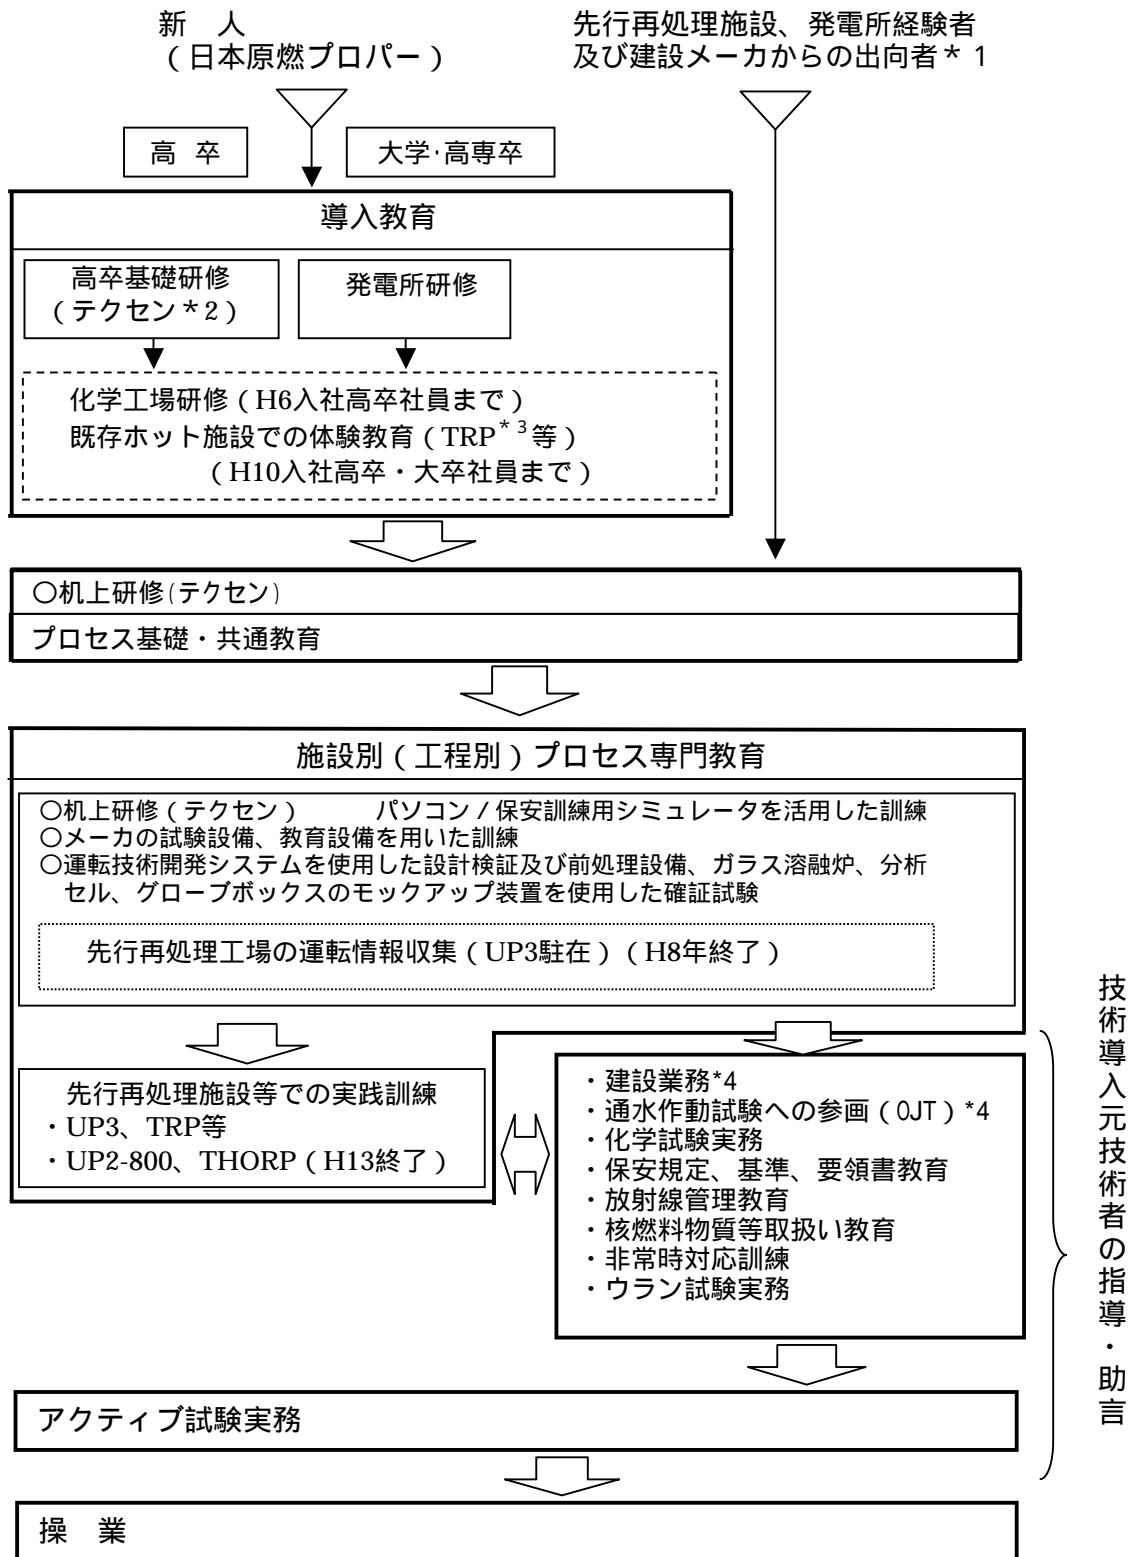 新　人
（日本原燃プロパー）
先行再処理施設、発電所経験者
及び建設メーカからの出向者＊1
高　卒
大学・高専卒
導入教育
高卒基礎研修
（テクセン＊2）
発電所研修
化学工場研修（H6入社高卒社員まで）
既存ホット施設での体験教育（TRP＊3等）
（H10入社高卒・大卒社員まで）
〇机上研修（テクセン）
プロセス基礎・共通教育
施設別（工程別）プロセス専門教育
〇机上研修（テクセン）　　　パソコン／保安訓練用シミュレータを活用した訓練
〇メーカの試験設備、教育設備を用いた訓練
〇運転技術開発システムを使用した設計検証及び前処理設備、ガラス溶融炉、分析
セル、グローブボックスのモックアップ装置を使用した確証試験
先行再処理工場の運転情報収集（UP3駐在）（H8年終了）
先行再処理施設等での実践訓練
・UP3、TRP等
・UP2-800、THORP（H13終了）
・建設業務*4
・通水作動試験への参画（OJT）*4
・化学試験実務
・保安規定、基準、要領書教育
・放射線管理教育
・核燃料物質等取扱い教育
・非常時対応訓練
・ウラン試験実務
技術導入元技術者の指導・助言
アクティブ試験実務
操　業